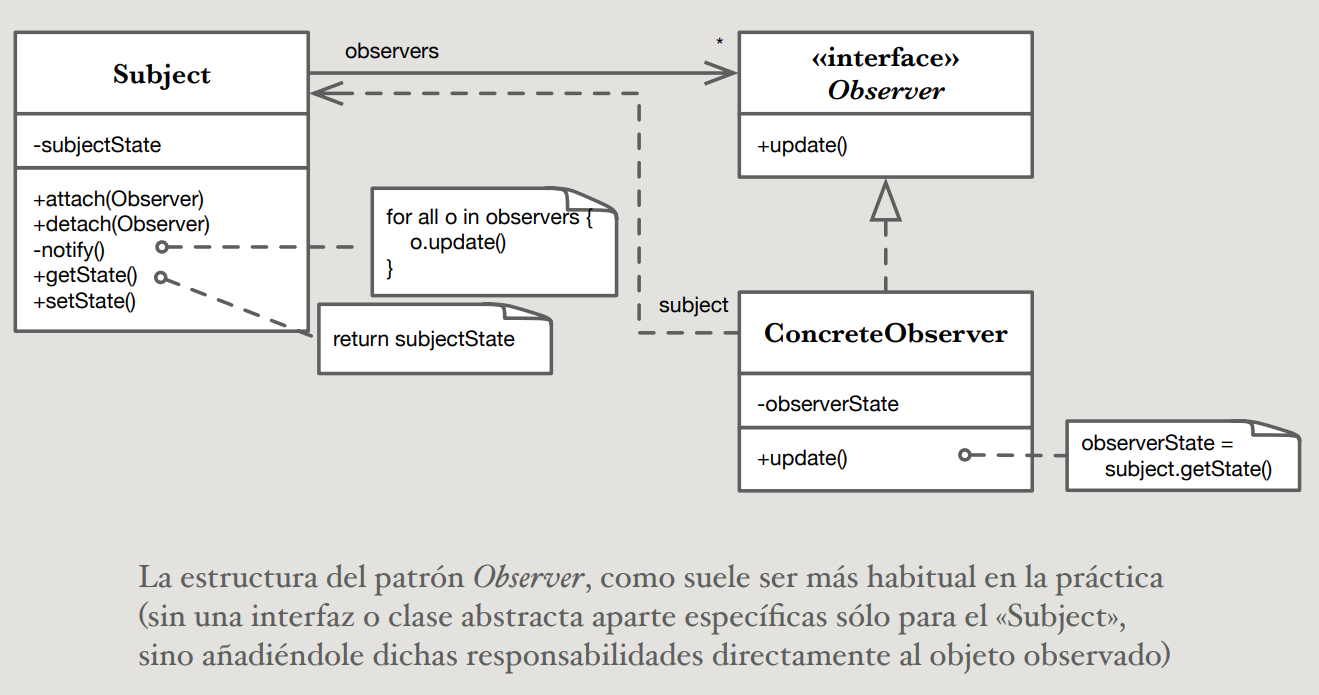 Subject
-subjectState
+attach(Observer)
+detach(Observer)
-notify()
+getState()
+setState()
observers
*
«interface»
Observer
+update()
for all o in observers {
o.update()
}
return subjectState
subject
ConcreteObserver
-observerState
+update()
observerState =
subject.getState()
La estructura del patrón Observer, como suele ser más habitual en la práctica
(sin una interfaz o clase abstracta aparte específicas sólo para el «Subject»,
sino añadiéndole dichas responsabilidades directamente al objeto observado)